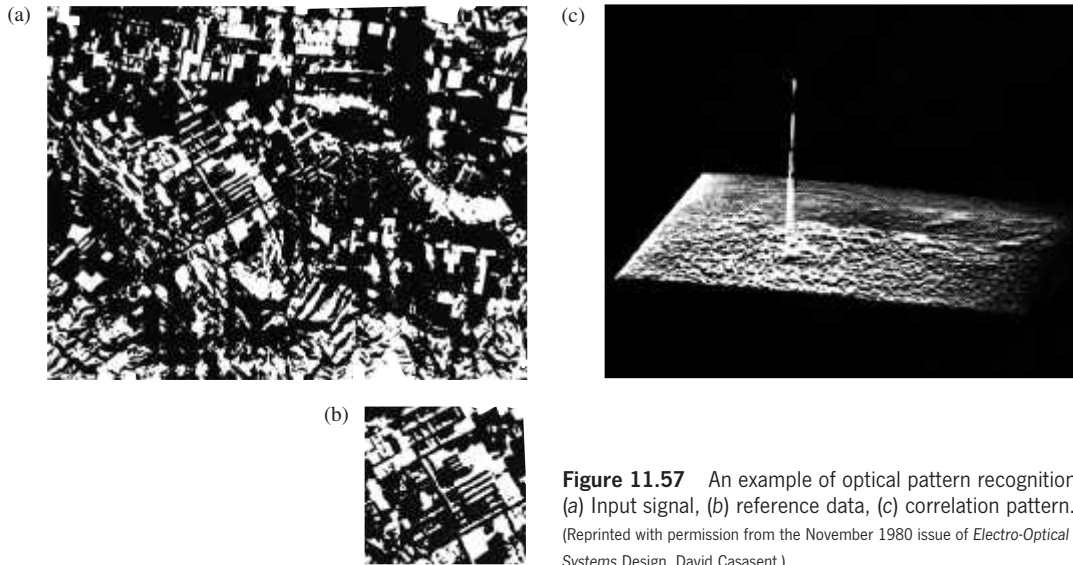 (a)
(c)
(b)
Figure 11.57 An example of optical pattern recognition
(a) Input signal, (b) reference data, (c) correlation pattern.
(Reprinted with permission from the November 1980 issue of Electro-Optical
Systems Design. David Casasent.)